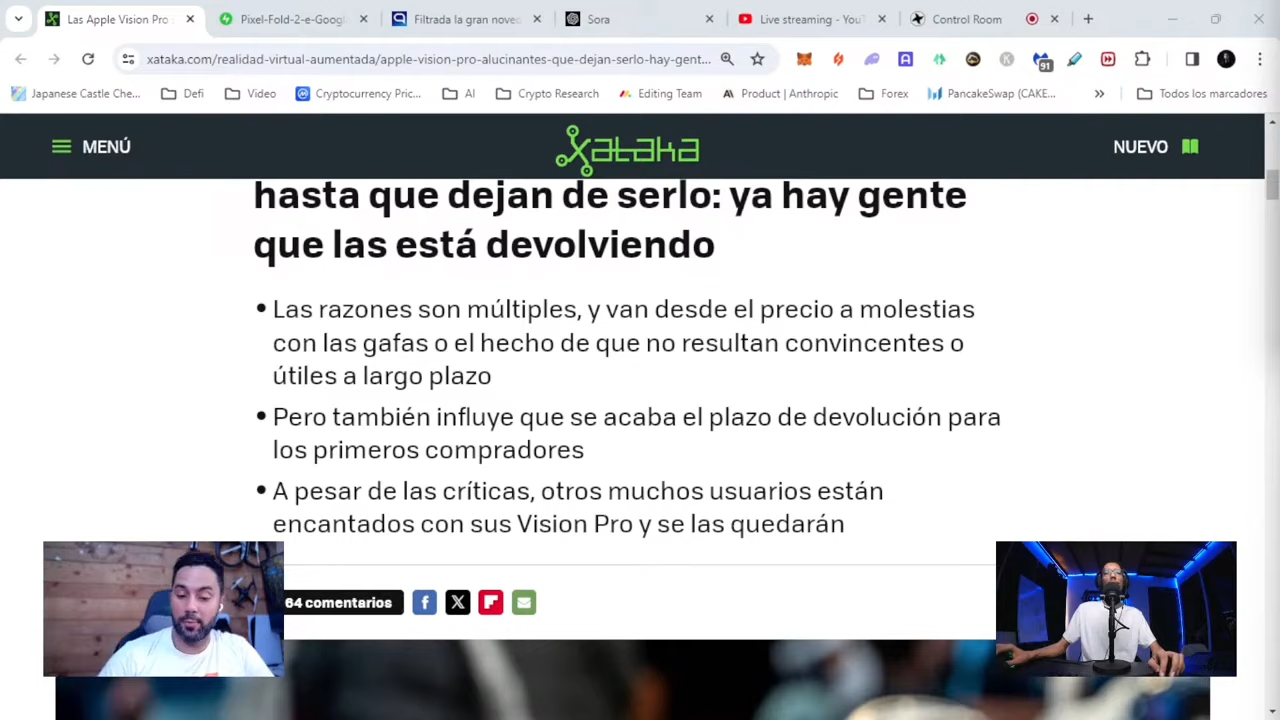 Las Apple Vision Pro
Pixel-Fold-2-e-Googl
Filtrada la gran noved
Sora
Live streaming - YouT
Control Room
xataka.com/realidad-virtual-aumentada/apple-vision-pro-alucinantes-que-dejan-serlo-hay-gent...
91
Japanese Castle Che...
Defi
Video
Cryptocurrency Pric...
AI
Crypto Research
Editing Team
Product | Anthropic
Forex
PancakeSwap (CAKE...
Todos los marcadores
MENÚ
xataka
NUEVO
hasta que dejan de serlo: ya hay gente
que las está devolviendo
• Las razones son múltiples, y van desde el precio a molestias
con las gafas o el hecho de que no resultan convincentes o
útiles a largo plazo
• Pero también influye que se acaba el plazo de devolución para
los primeros compradores
• A pesar de las críticas, otros muchos usuarios están
encantados con sus Vision Pro y se las quedarán
64 comentarios